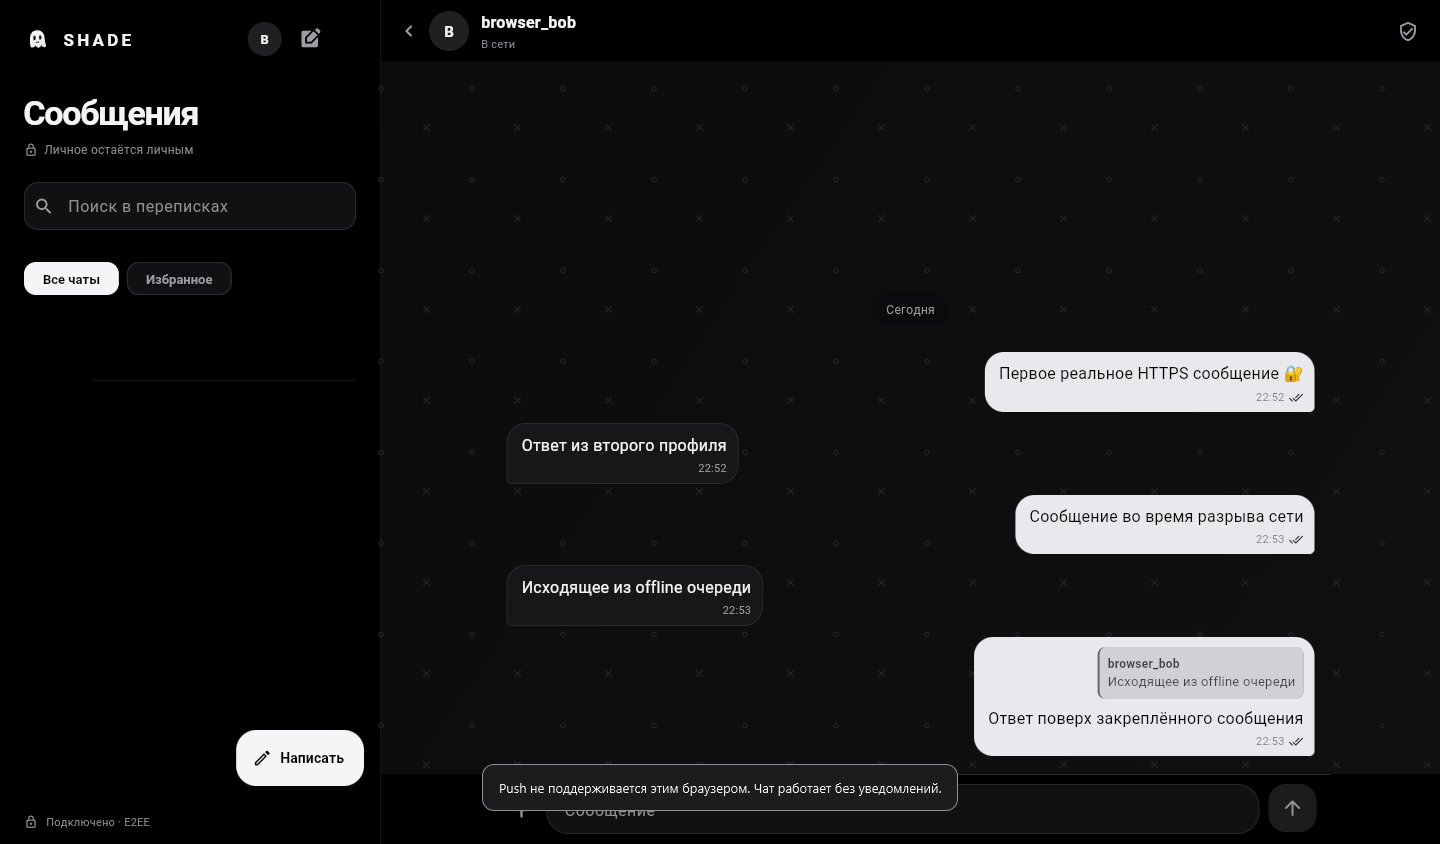 SHADE
B
Сообщения
Личное остаётся личным
Поиск в переписках
Все чаты
Избранное
Написать
Подключено · E2EE
B
browser_bob
В сети
Сегодня
Первое реальное HTTPS сообщение 🔐
22:52
Ответ из второго профиля
22:52
Сообщение во время разрыва сети
22:53
Исходящее из offline очереди
22:53
browser_bob
Исходящее из offline очереди
Ответ поверх закреплённого сообщения
22:53
Push не поддерживается этим браузером. Чат работает без уведомлений.
Сообщение